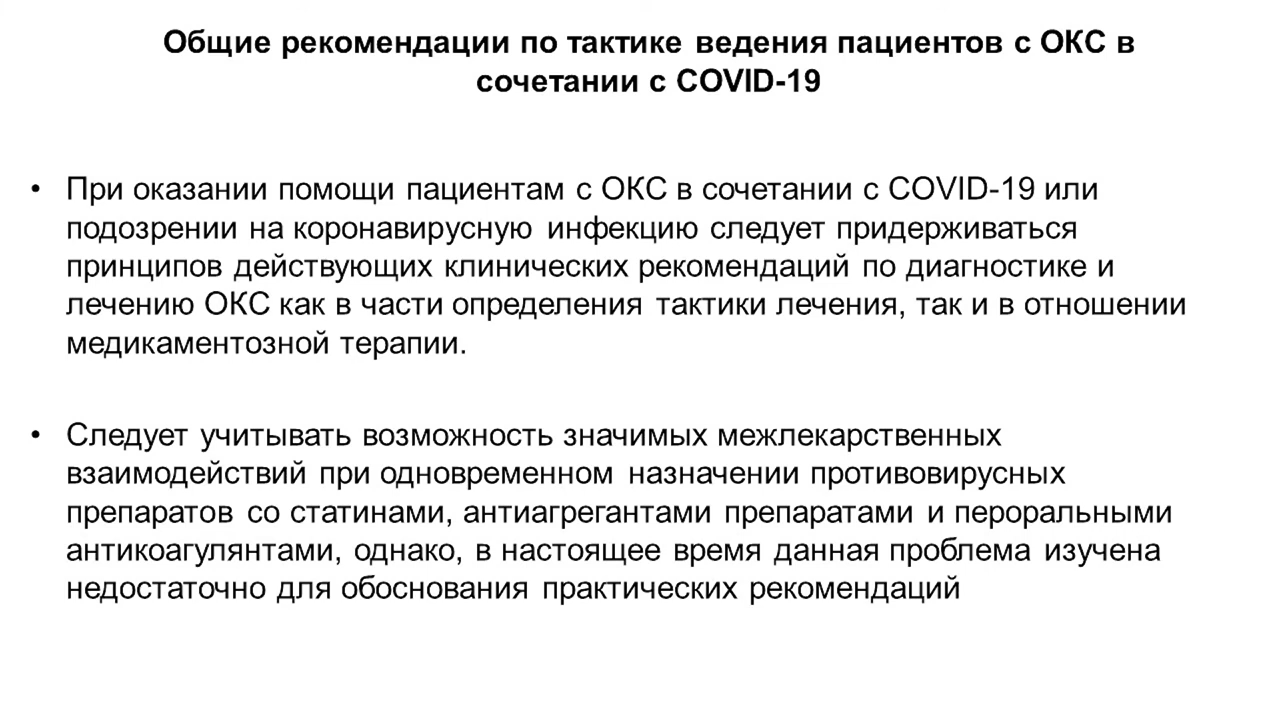 Общие рекомендации по тактике ведения пациентов с ОКС в
сочетании с COVID-19
• При оказании помощи пациентам с ОКС в сочетании с COVID-19 или
подозрении на коронавирусную инфекцию следует придерживаться
принципов действующих клинических рекомендаций по диагностике и
лечению ОКС как в части определения тактики лечения, так и в отношении
медикаментозной терапии.
• Следует учитывать возможность значимых межлекарственных
взаимодействий при одновременном назначении противовирусных
препаратов со статинами, антиагрегантами препаратами и пероральными
антикоагулянтами, однако, в настоящее время данная проблема изучена
недостаточно для обоснования практических рекомендаций